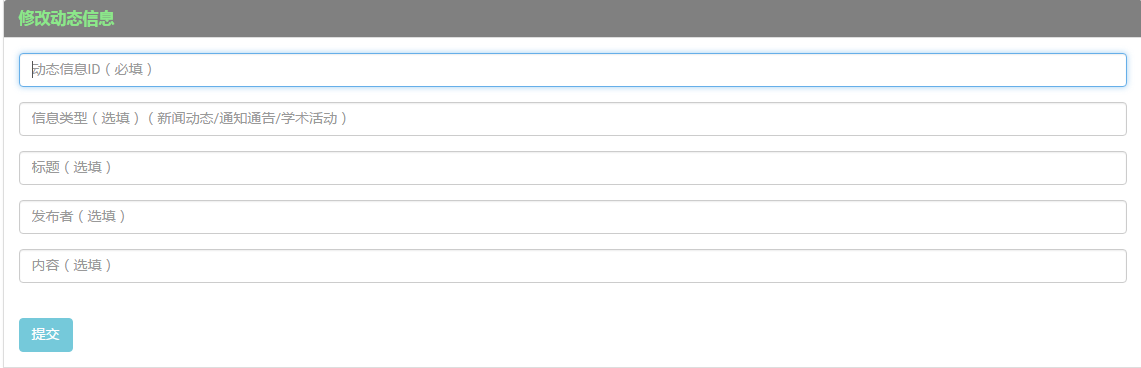 修改动态信息
动态信息ID（必填）
信息类型（选填）（新闻动态/通知通告/学术活动）
标题（选填）
发布者（选填）
内容（选填）
提交